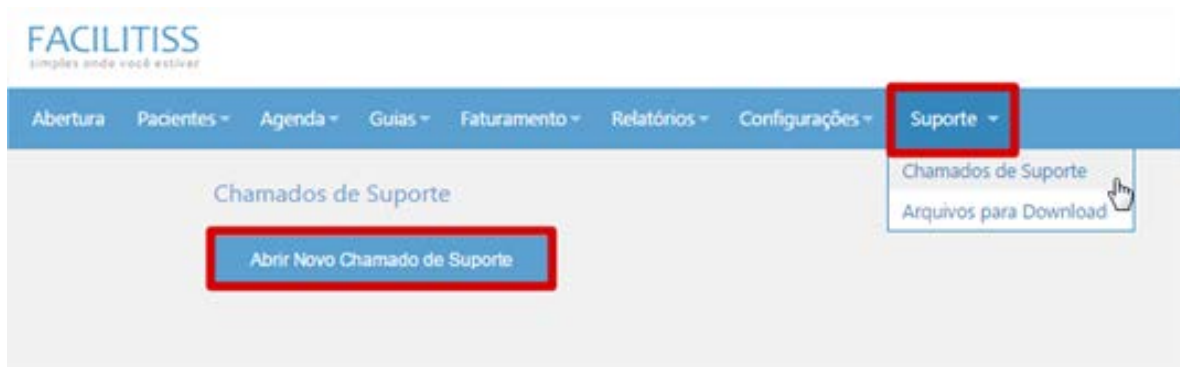 FACILITISS
simples onde você estiver
Abertura Pacientes Agenda Guias Faturamento Relatórios Configurações Suporte
Chamados de Suporte
Arquivos para Download
Chamados de Suporte
Abrir Novo Chamado de Suporte